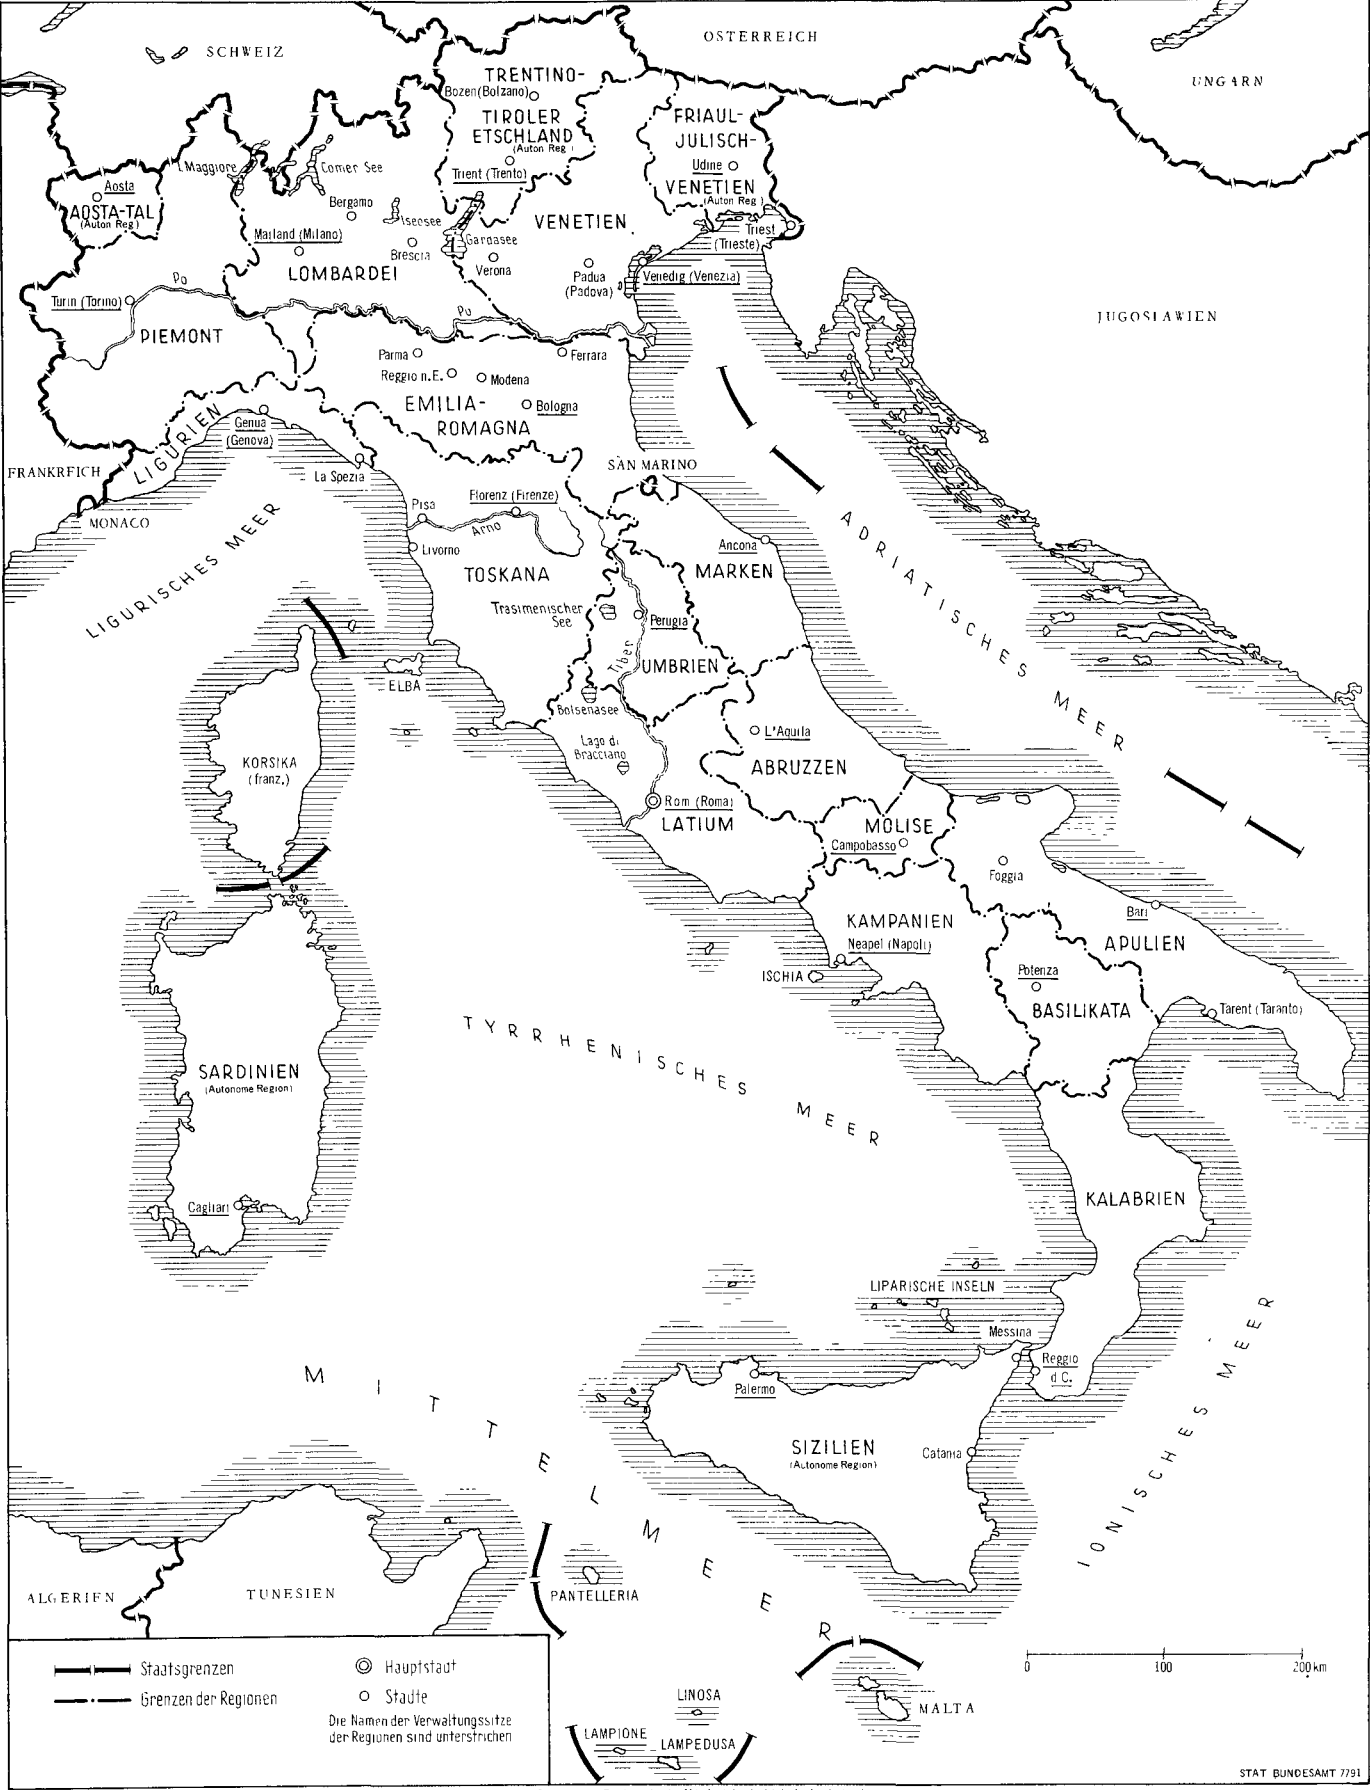 SCHWEIZ
OSTERREICH
UNGARN
TRENTINO-
Bozen (Bolzano)
TIROLER
ETSCHLAND
(Auton Reg)
Trient (Trento)
FRIAUL-
JULISCH-
Udine
VENETIEN
(Auton Reg)
Triest
(Trieste)
L Maggiore
Comer See
Aosta
AOSTA-TAL
(Auton Reg)
Bergamo
Iseosee
Mailand (Milano)
Brescia
Gardasee
LOMBARDEI
VENETIEN
Verona
Padua
(Padova)
Venedig (Venezia)
Po
Turin (Torino)
PIEMONT
Po
JUGOSLAWIEN
Parma
Ferrara
Reggio n.E.
Modena
EMILIA-
ROMAGNA
Bologna
LIGURIEN
Genua
(Genova)
La Spezia
FRANKREICH
MONACO
SAN MARINO
LIGURISCHES MEER
Pisa
Florenz (Firenze)
Arno
Livorno
TOSKANA
Ancona
MARKEN
ADRIATISCHES MEER
Trasimenischer
See
Perugia
Tiber
UMBRIEN
ELBA
Bolsenasee
Lago di
Bracciano
L'Aquila
ABRUZZEN
KORSIKA
(franz.)
Rom (Roma)
LATIUM
MOLISE
Campobasso
Foggia
Bari
KAMPANIEN
Neapel (Napoli)
ISCHIA
APULIEN
Potenza
BASILIKATA
Tarent (Taranto)
TYRRHENISCHES MEER
SARDINIEN
(Autonome Region)
Cagliari
KALABRIEN
LIPARISCHE INSELN
Messina
Reggio
d C.
Palermo
SIZILIEN
(Autonome Region)
Catania
IONISCHES MEER
MITTELMEER
ALGERIEN
TUNESIEN
PANTELLERIA
Staatsgrenzen
Grenzen der Regionen
Hauptstadt
Städte
Die Namen der Verwaltungssitze
der Regionen sind unterstrichen
0 100 200 km
LINOSA
LAMPIONE
LAMPEDUSA
MALTA
STAT BUNDESAMT 7791